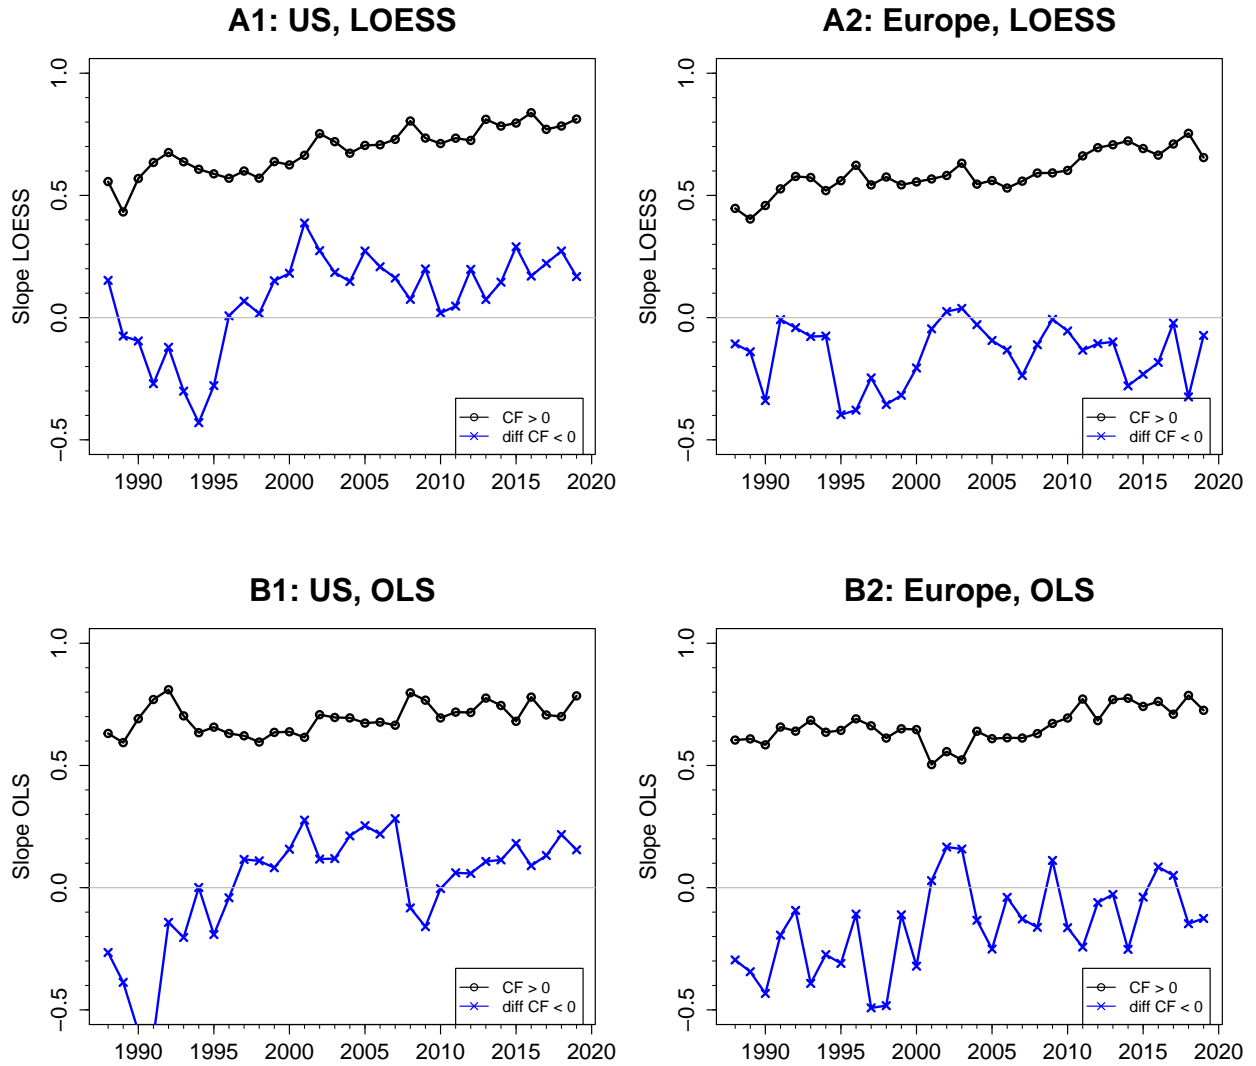 A1: US, LOESS
Slope LOESS
1.0
0.5
0.0
−0.5
CF > 0
diff CF < 0
1990 1995 2000 2005 2010 2015 2020
A2: Europe, LOESS
Slope LOESS
1.0
0.5
0.0
−0.5
CF > 0
diff CF < 0
1990 1995 2000 2005 2010 2015 2020
B1: US, OLS
Slope OLS
1.0
0.5
0.0
−0.5
CF > 0
diff CF < 0
1990 1995 2000 2005 2010 2015 2020
B2: Europe, OLS
Slope OLS
1.0
0.5
0.0
−0.5
CF > 0
diff CF < 0
1990 1995 2000 2005 2010 2015 2020